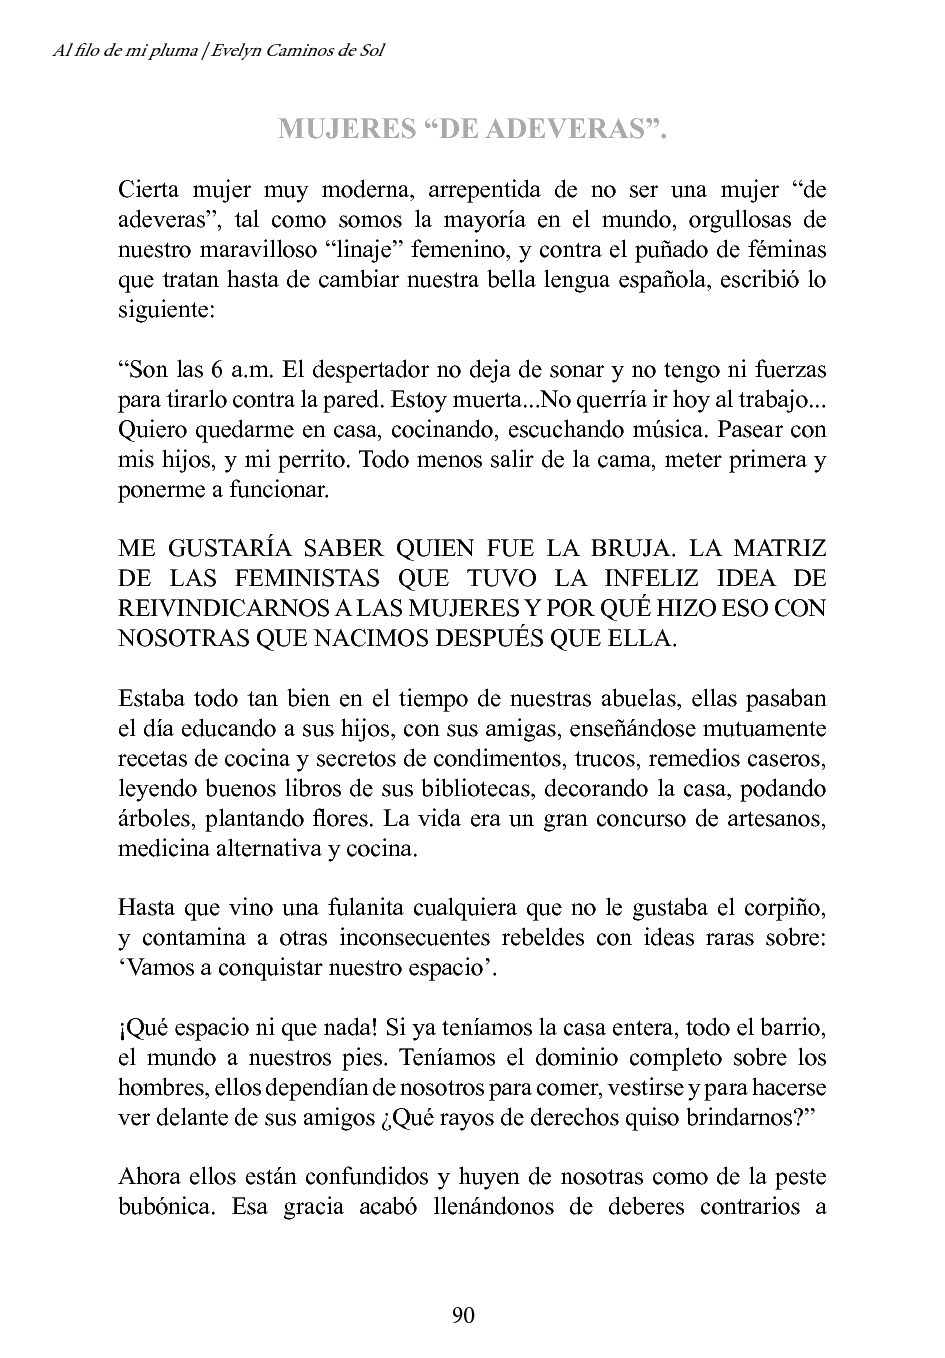 Al filo de mi pluma | Evelyn Caminos de Sol
MUJERES “DE ADEVERAS”.
Cierta mujer muy moderna, arrepentida de no ser una mujer “de
adeveras”, tal como somos la mayoría en el mundo, orgullosas de
nuestro maravilloso “linaje” femenino, y contra el puñado de féminas
que tratan hasta de cambiar nuestra bella lengua española, escribió lo
siguiente:
“Son las 6 a.m. El despertador no deja de sonar y no tengo ni fuerzas
para tirarlo contra la pared. Estoy muerta...No querría ir hoy al trabajo...
Quiero quedarme en casa, cocinando, escuchando música. Pasear con
mis hijos, y mi perrito. Todo menos salir de la cama, meter primera y
ponerme a funcionar.
ME GUSTARÍA SABER QUIEN FUE LA BRUJA. LA MATRIZ
DE LAS FEMINISTAS QUE TUVO LA INFELIZ IDEA DE
REIVINDICARNOS A LAS MUJERES Y POR QUÉ HIZO ESO CON
NOSOTRAS QUE NACIMOS DESPUÉS QUE ELLA.
Estaba todo tan bien en el tiempo de nuestras abuelas, ellas pasaban
el día educando a sus hijos, con sus amigas, enseñándose mutuamente
recetas de cocina y secretos de condimentos, trucos, remedios caseros,
leyendo buenos libros de sus bibliotecas, decorando la casa, podando
árboles, plantando flores. La vida era un gran concurso de artesanos,
medicina alternativa y cocina.
Hasta que vino una fulanita cualquiera que no le gustaba el corpiño,
y contamina a otras inconsecuentes rebeldes con ideas raras sobre:
‘Vamos a conquistar nuestro espacio’.
¡Qué espacio ni que nada! Si ya teníamos la casa entera, todo el barrio,
el mundo a nuestros pies. Teníamos el dominio completo sobre los
hombres, ellos dependían de nosotros para comer, vestirse y para hacerse
ver delante de sus amigos ¿Qué rayos de derechos quiso brindarnos?”
Ahora ellos están confundidos y huyen de nosotras como de la peste
bubónica. Esa gracia acabó llenándonos de deberes contrarios a
90